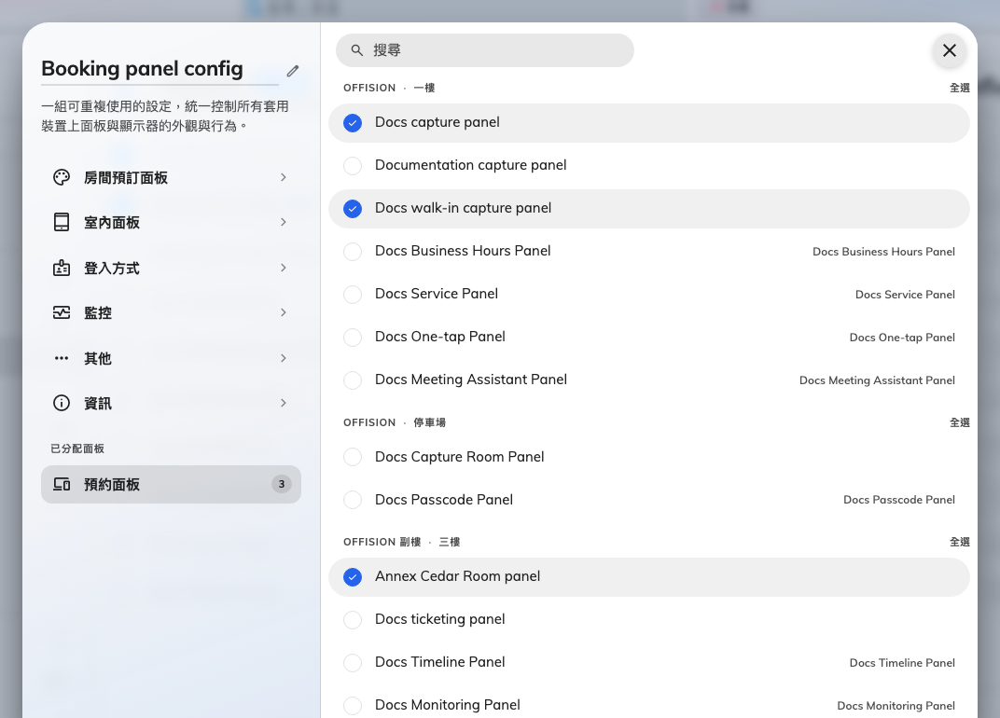 Booking panel config
一組可重複使用的設定，統一控制所有套用
裝置上面板與顯示器的外觀與行為。
房間預訂面板
室內面板
登入方式
監控
其他
資訊
已分配面板
預約面板 3
搜尋
OFFISION · 一樓 全選
Docs capture panel
Documentation capture panel
Docs walk-in capture panel
Docs Business Hours Panel Docs Business Hours Panel
Docs Service Panel Docs Service Panel
Docs One-tap Panel Docs One-tap Panel
Docs Meeting Assistant Panel Docs Meeting Assistant Panel
OFFISION · 停車場 全選
Docs Capture Room Panel
Docs Passcode Panel Docs Passcode Panel
OFFISION 副樓 · 三樓 全選
Annex Cedar Room panel
Docs ticketing panel
Docs Timeline Panel Docs Timeline Panel
Docs Monitoring Panel Docs Monitoring Panel